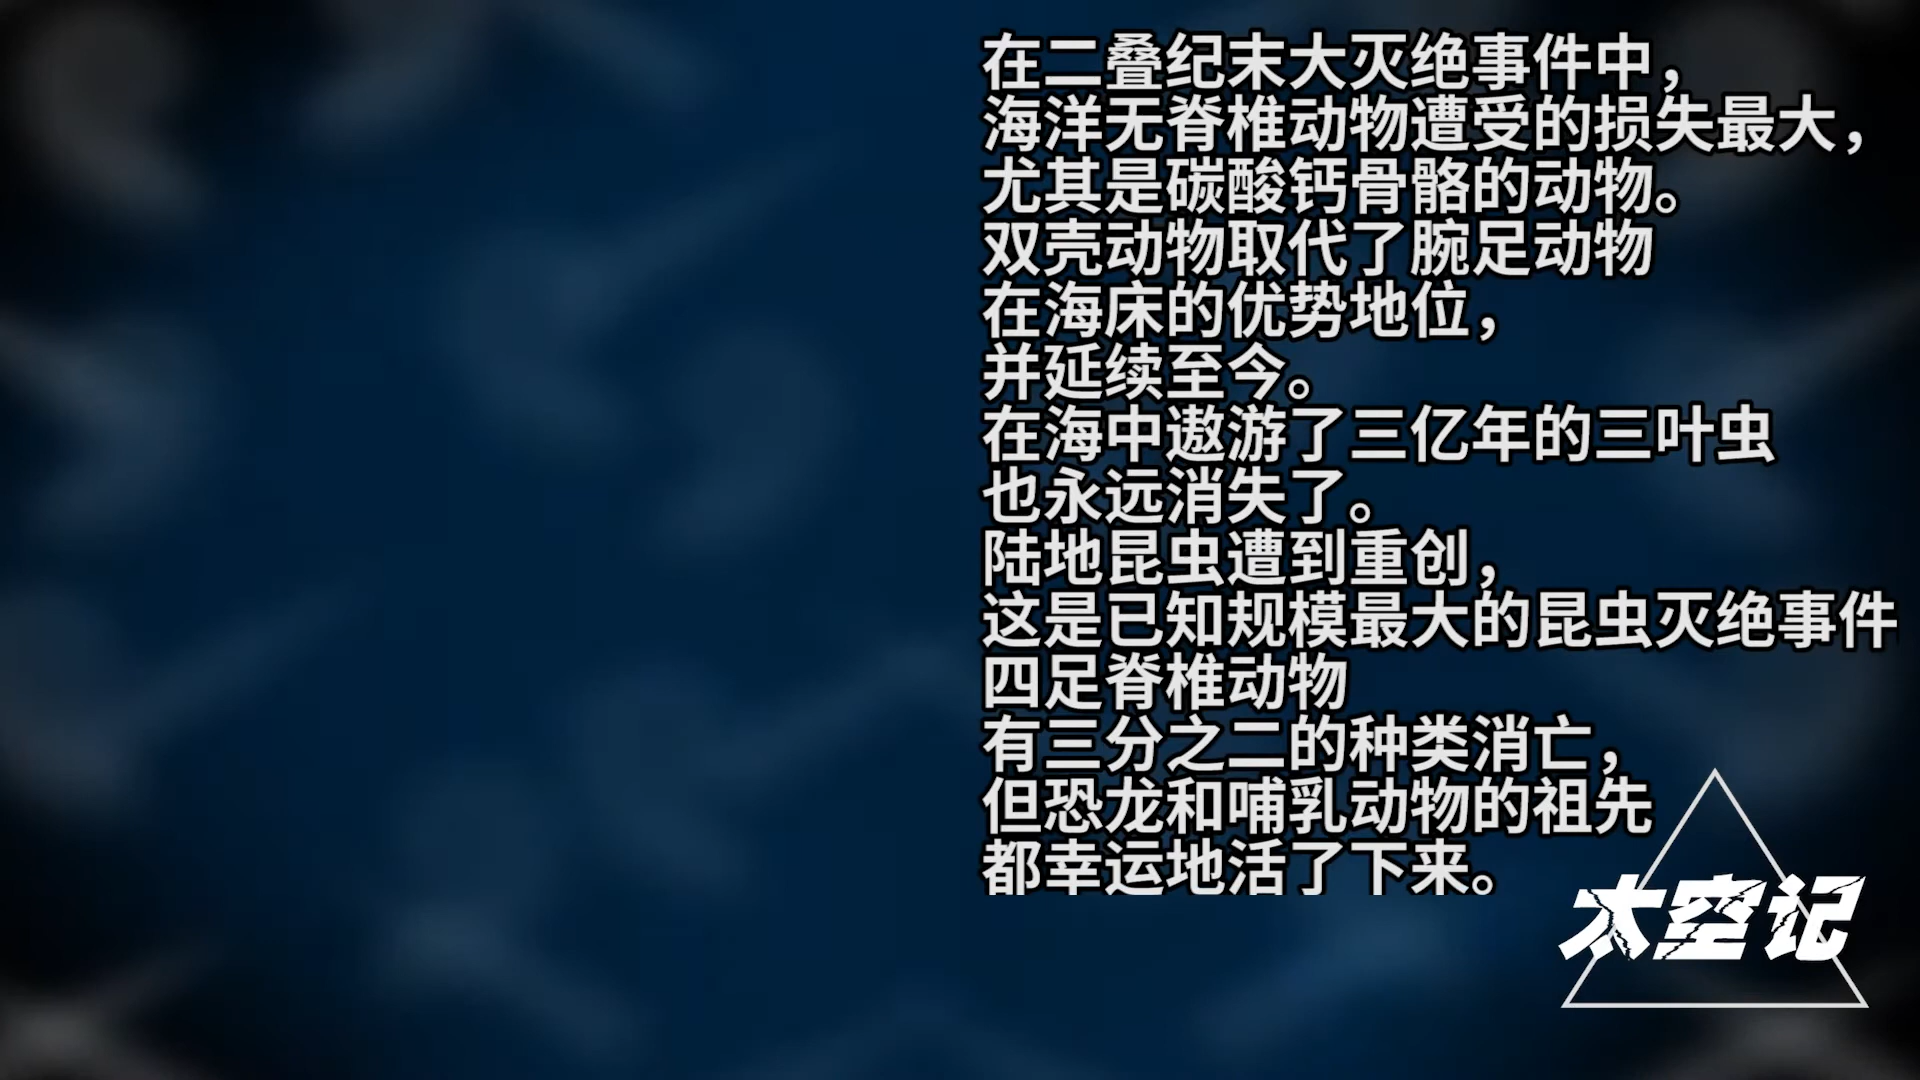 在二叠纪末大灭绝事件中，
海洋无脊椎动物遭受的损失最大，
尤其是碳酸钙骨骼的动物。
双壳动物取代了腕足动物
在海床的优势地位，
并延续至今。
在海中遨游了三亿年的三叶虫
也永远消失了。
陆地昆虫遭到重创，
这是已知规模最大的昆虫灭绝事件
四足脊椎动物
有三分之二的种类消亡，
但恐龙和哺乳动物的祖先
都幸运地活了下来。
太空记